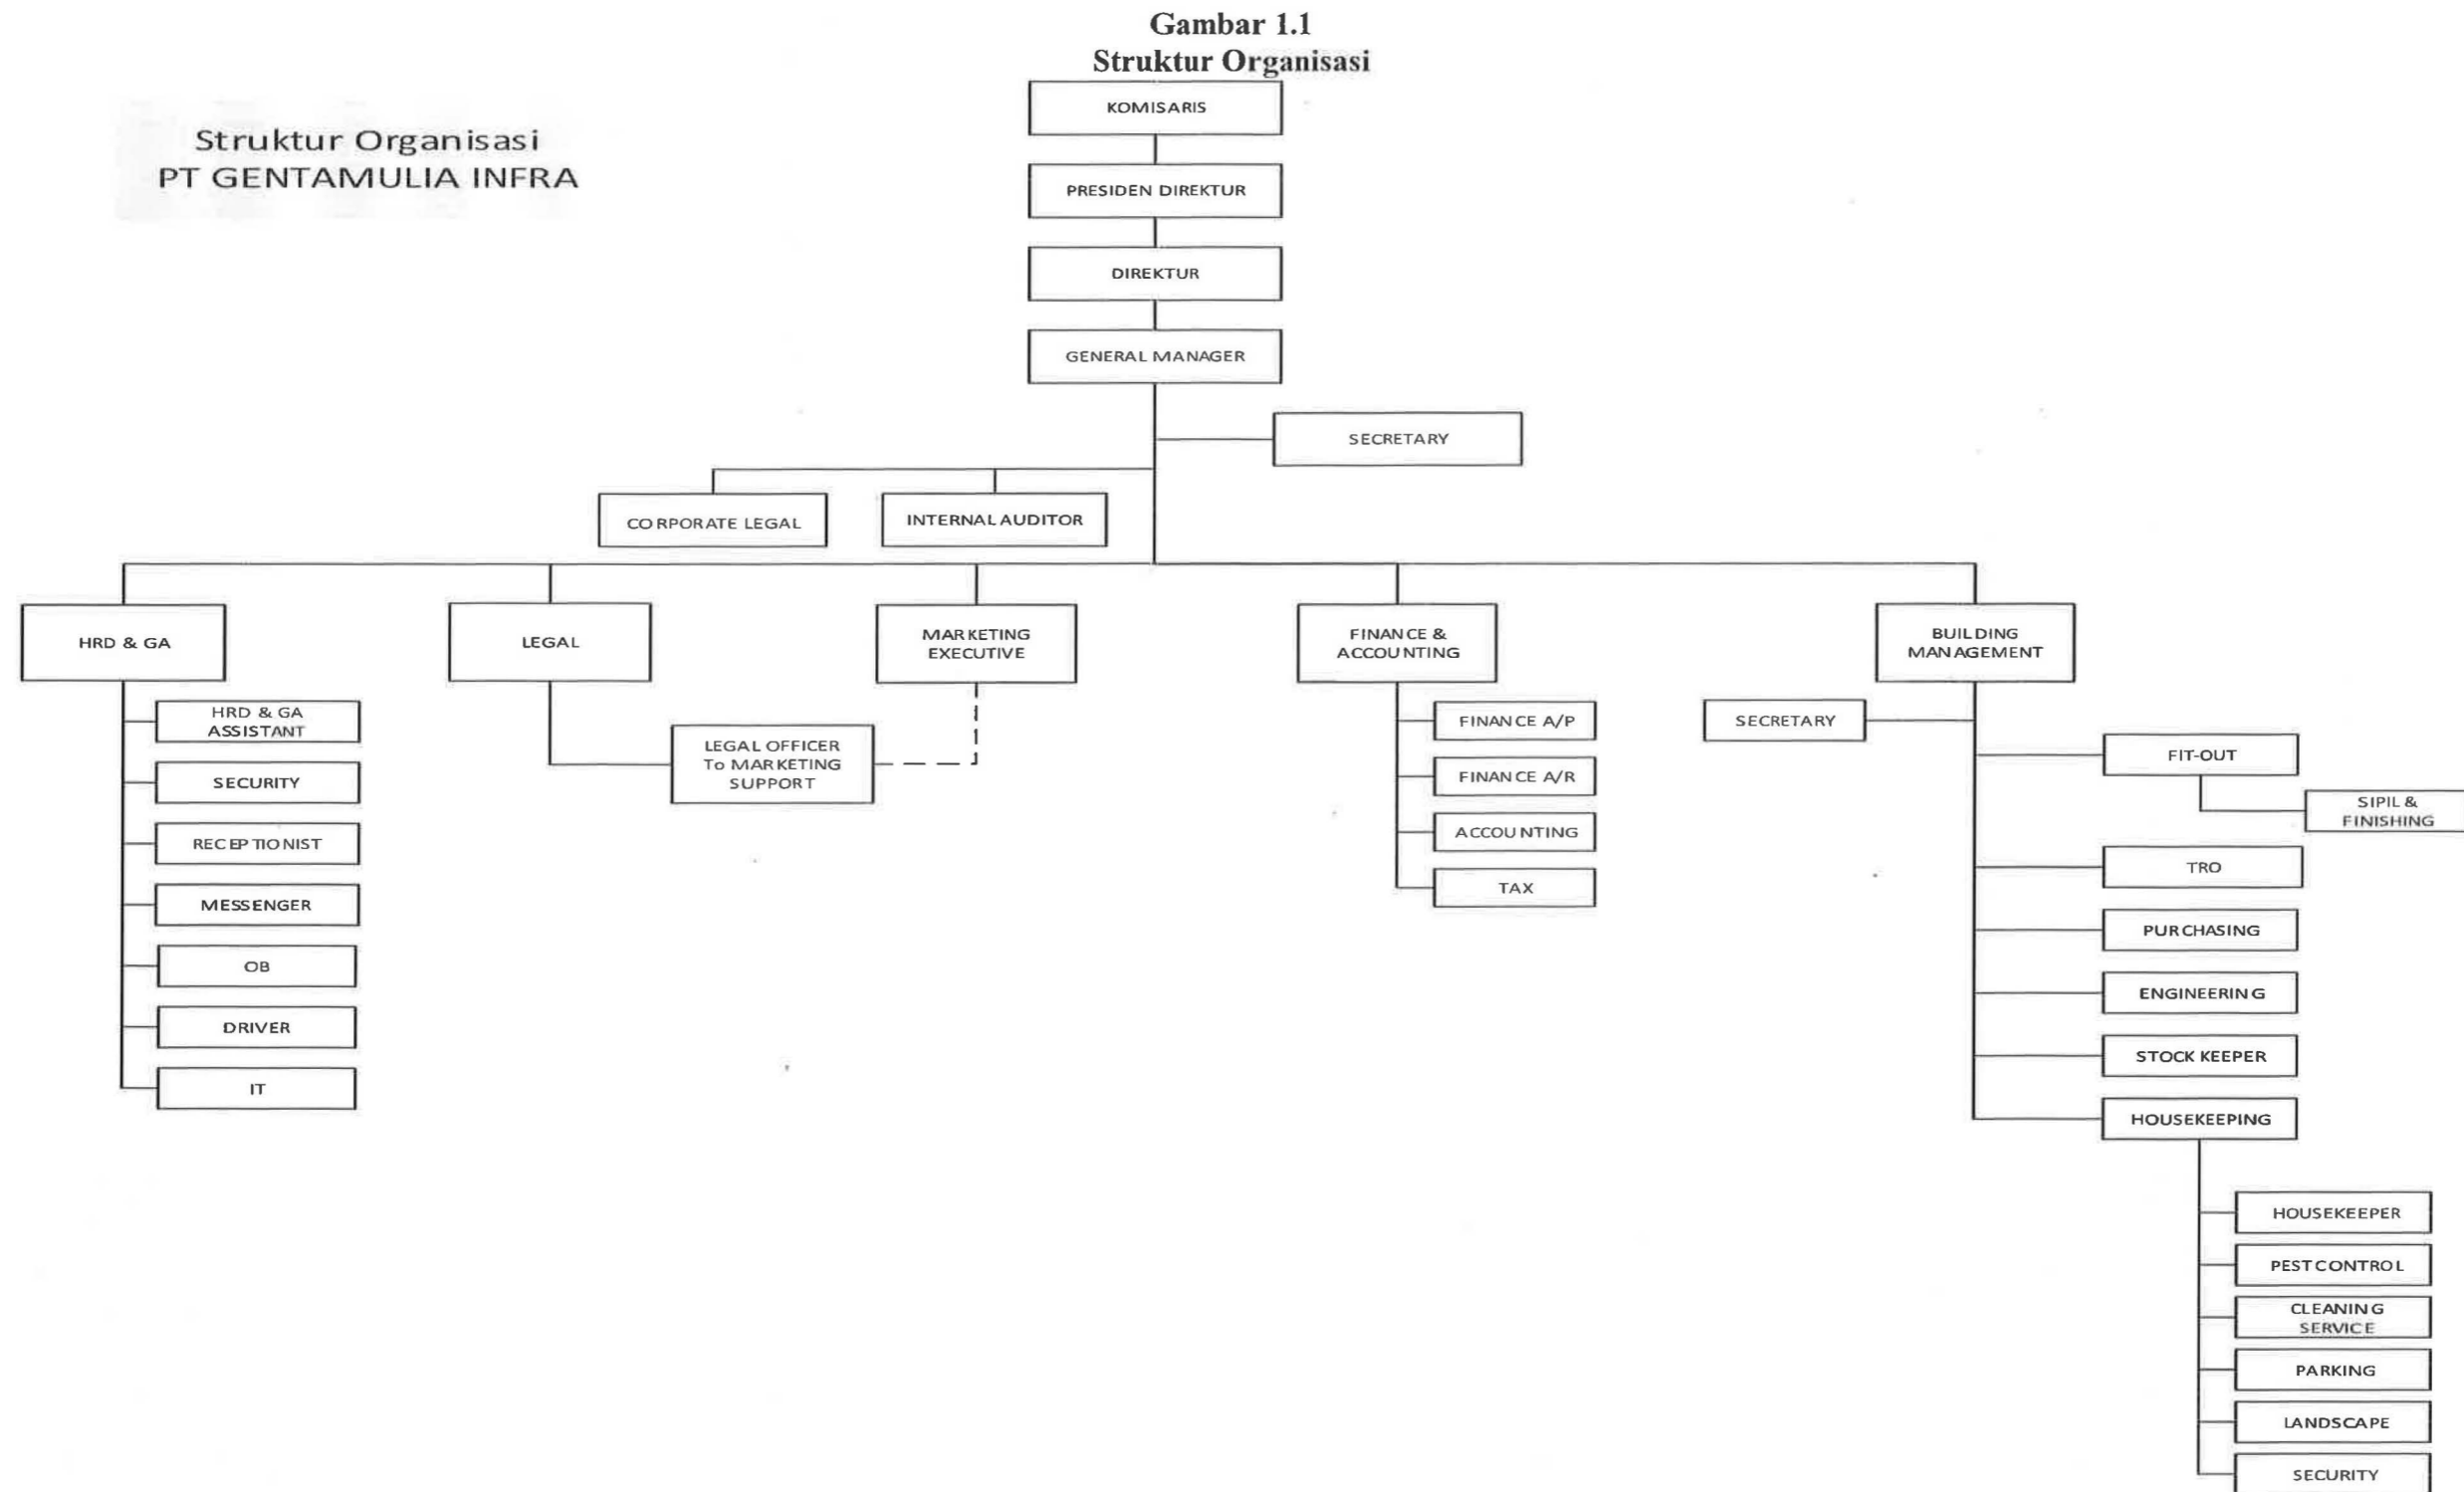 Gambar 1.1
Struktur Organisasi
Struktur Organisasi
PT GENTAMULIA INFRA
KOMISARIS
PRESIDEN DIREKTUR
DIREKTUR
GENERAL MANAGER
SECRETARY
CORPORATE LEGAL
INTERNAL AUDITOR
HRD & GA
LEGAL
MARKETING
EXECUTIVE
FINANCE &
ACCOUNTING
BUILDING
MANAGEMENT
HRD & GA
ASSISTANT
SECURITY
RECEPTIONIST
MESSENGER
OB
DRIVER
IT
LEGAL OFFICER
To MARKETING
SUPPORT
FINANCE A/P
FINANCE A/R
ACCOUNTING
TAX
SECRETARY
FIT-OUT
SIPIL &
FINISHING
TRO
PURCHASING
ENGINEERING
STOCK KEEPER
HOUSEKEEPING
HOUSEKEEPER
PEST CONTROL
CLEANING
SERVICE
PARKING
LANDSCAPE
SECURITY